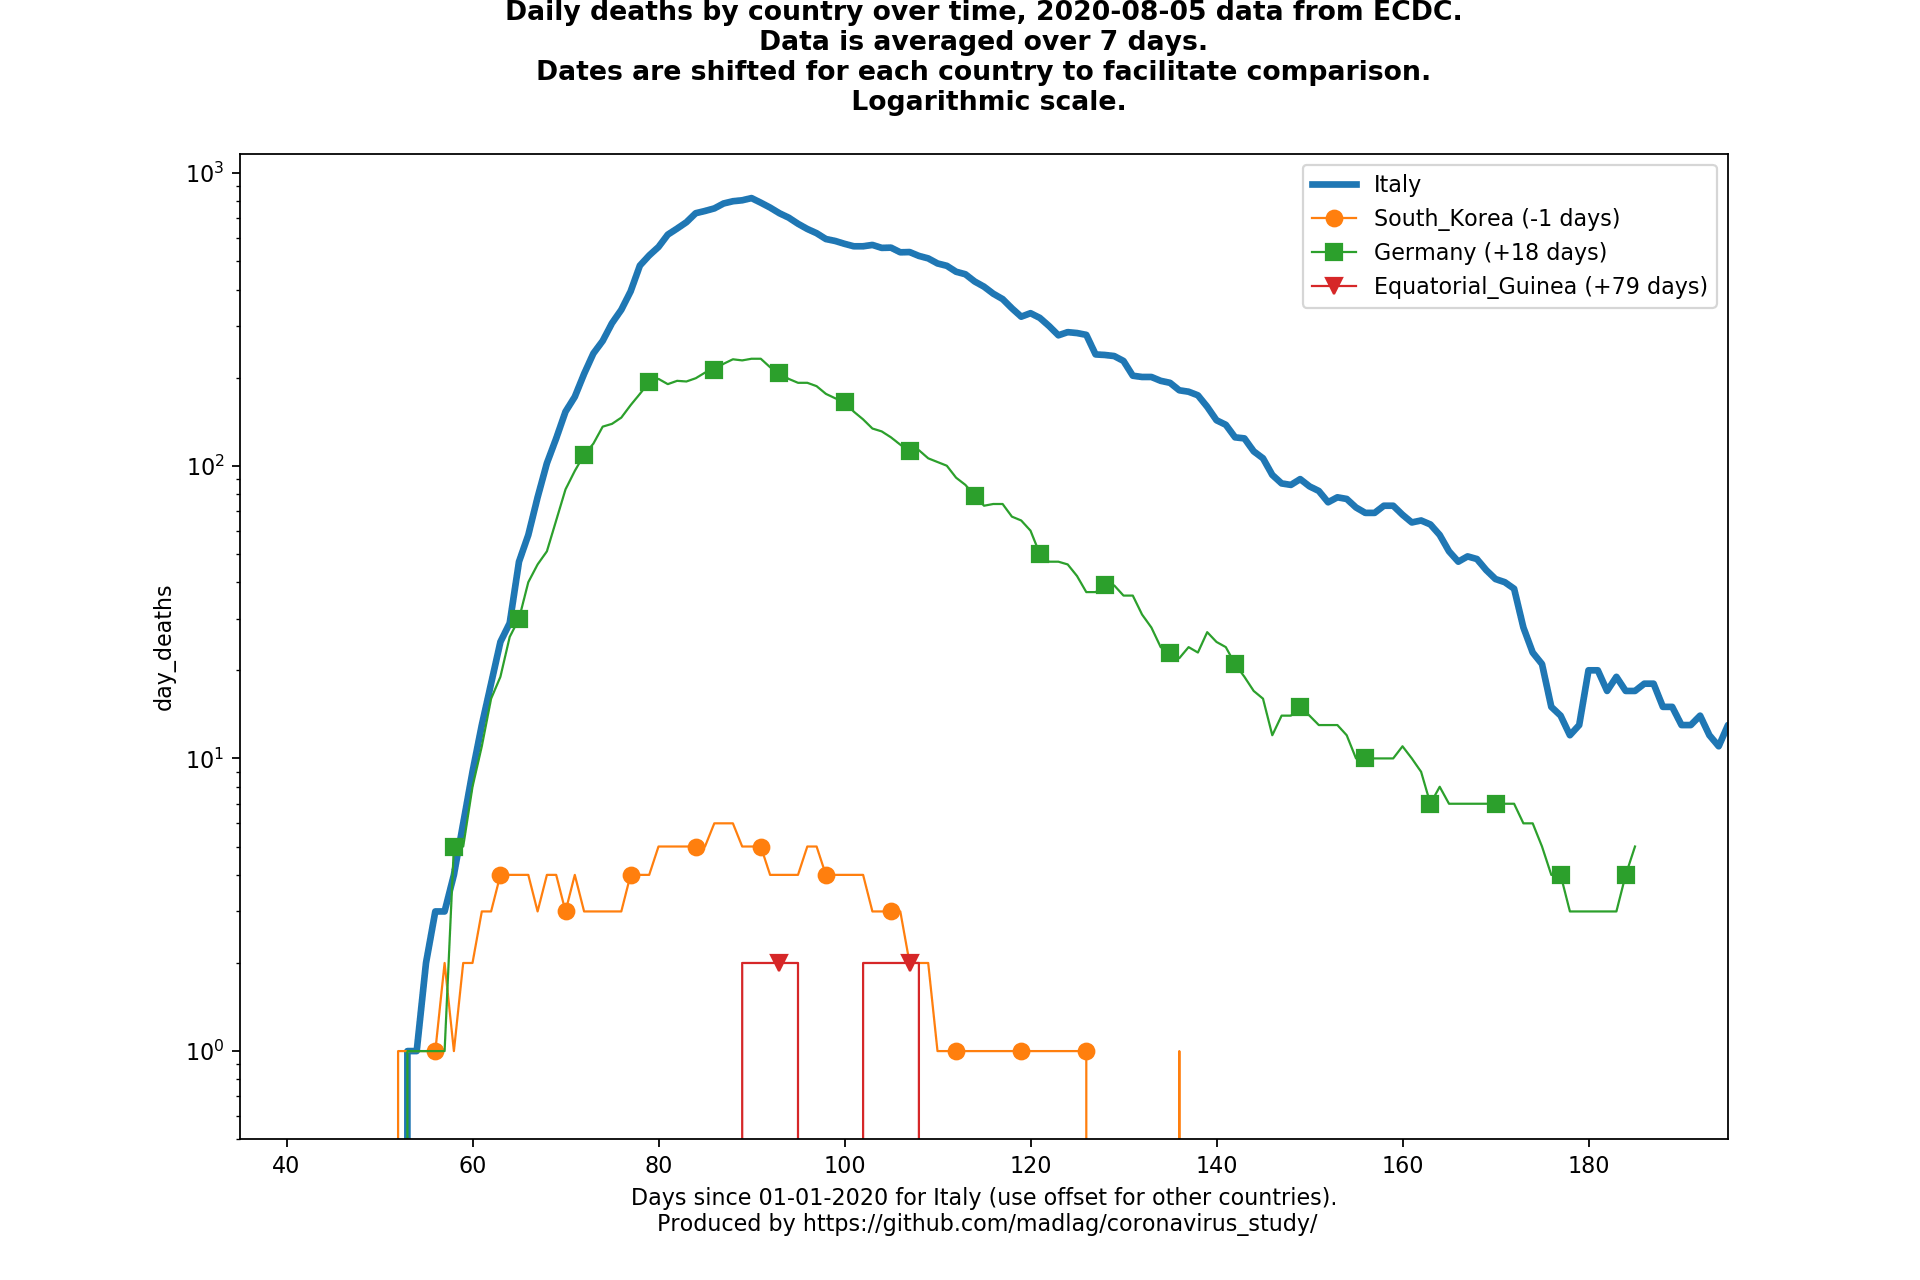 Daily deaths by country over time, 2020-08-05 data from ECDC.
Data is averaged over 7 days.
Dates are shifted for each country to facilitate comparison.
Logarithmic scale.
Italy
South_Korea (-1 days)
Germany (+18 days)
Equatorial_Guinea (+79 days)
10³
10²
10¹
10⁰
day_deaths
40 60 80 100 120 140 160 180
Days since 01-01-2020 for Italy (use offset for other countries).
Produced by https://github.com/madlag/coronavirus_study/